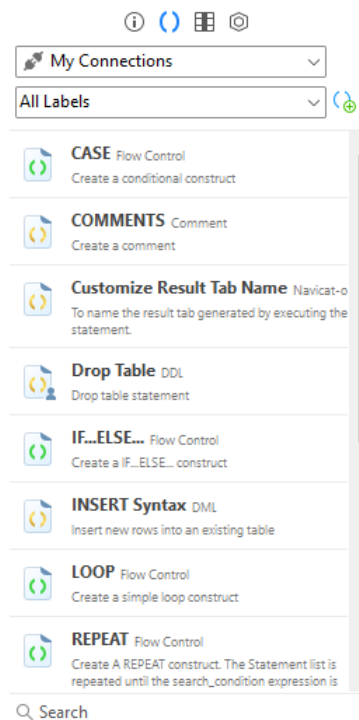 My Connections
All Labels
CASE Flow Control
Create a conditional construct
COMMENTS Comment
Create a comment
Customize Result Tab Name Navicat-o
To name the result tab generated by executing the
statement.
Drop Table DDL
Drop table statement
IF...ELSE... Flow Control
Create a IF...ELSE... construct
INSERT Syntax DML
Insert new rows into an existing table
LOOP Flow Control
Create a simple loop construct
REPEAT Flow Control
Create A REPEAT construct. The Statement list is
repeated until the search_condition expression is
Search